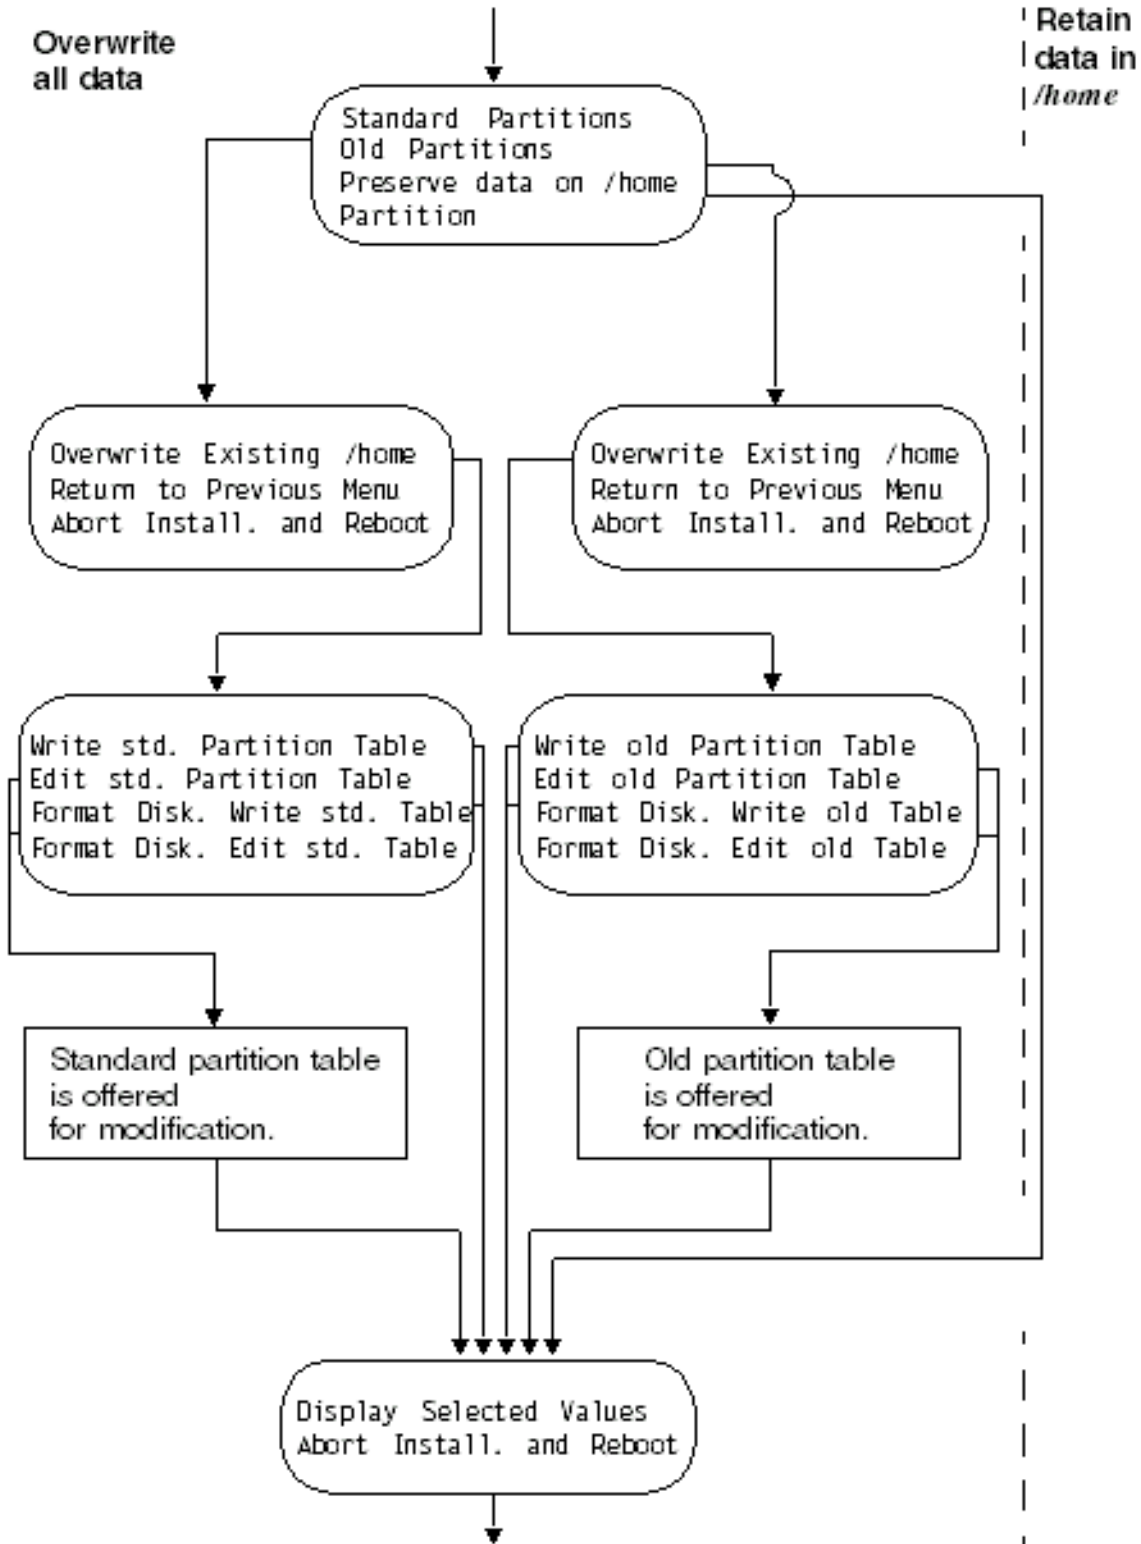 Overwrite
all data
Retain
data in
/home
Standard Partitions
Old Partitions
Preserve data on /home
Partition
Overwrite Existing /home
Return to Previous Menu
Abort Install. and Reboot
Overwrite Existing /home
Return to Previous Menu
Abort Install. and Reboot
Write std. Partition Table
Edit std. Partition Table
Format Disk. Write std. Table
Format Disk. Edit std. Table
Write old Partition Table
Edit old Partition Table
Format Disk. Write old Table
Format Disk. Edit old Table
Standard partition table
is offered
for modification.
Old partition table
is offered
for modification.
Display Selected Values
Abort Install. and Reboot